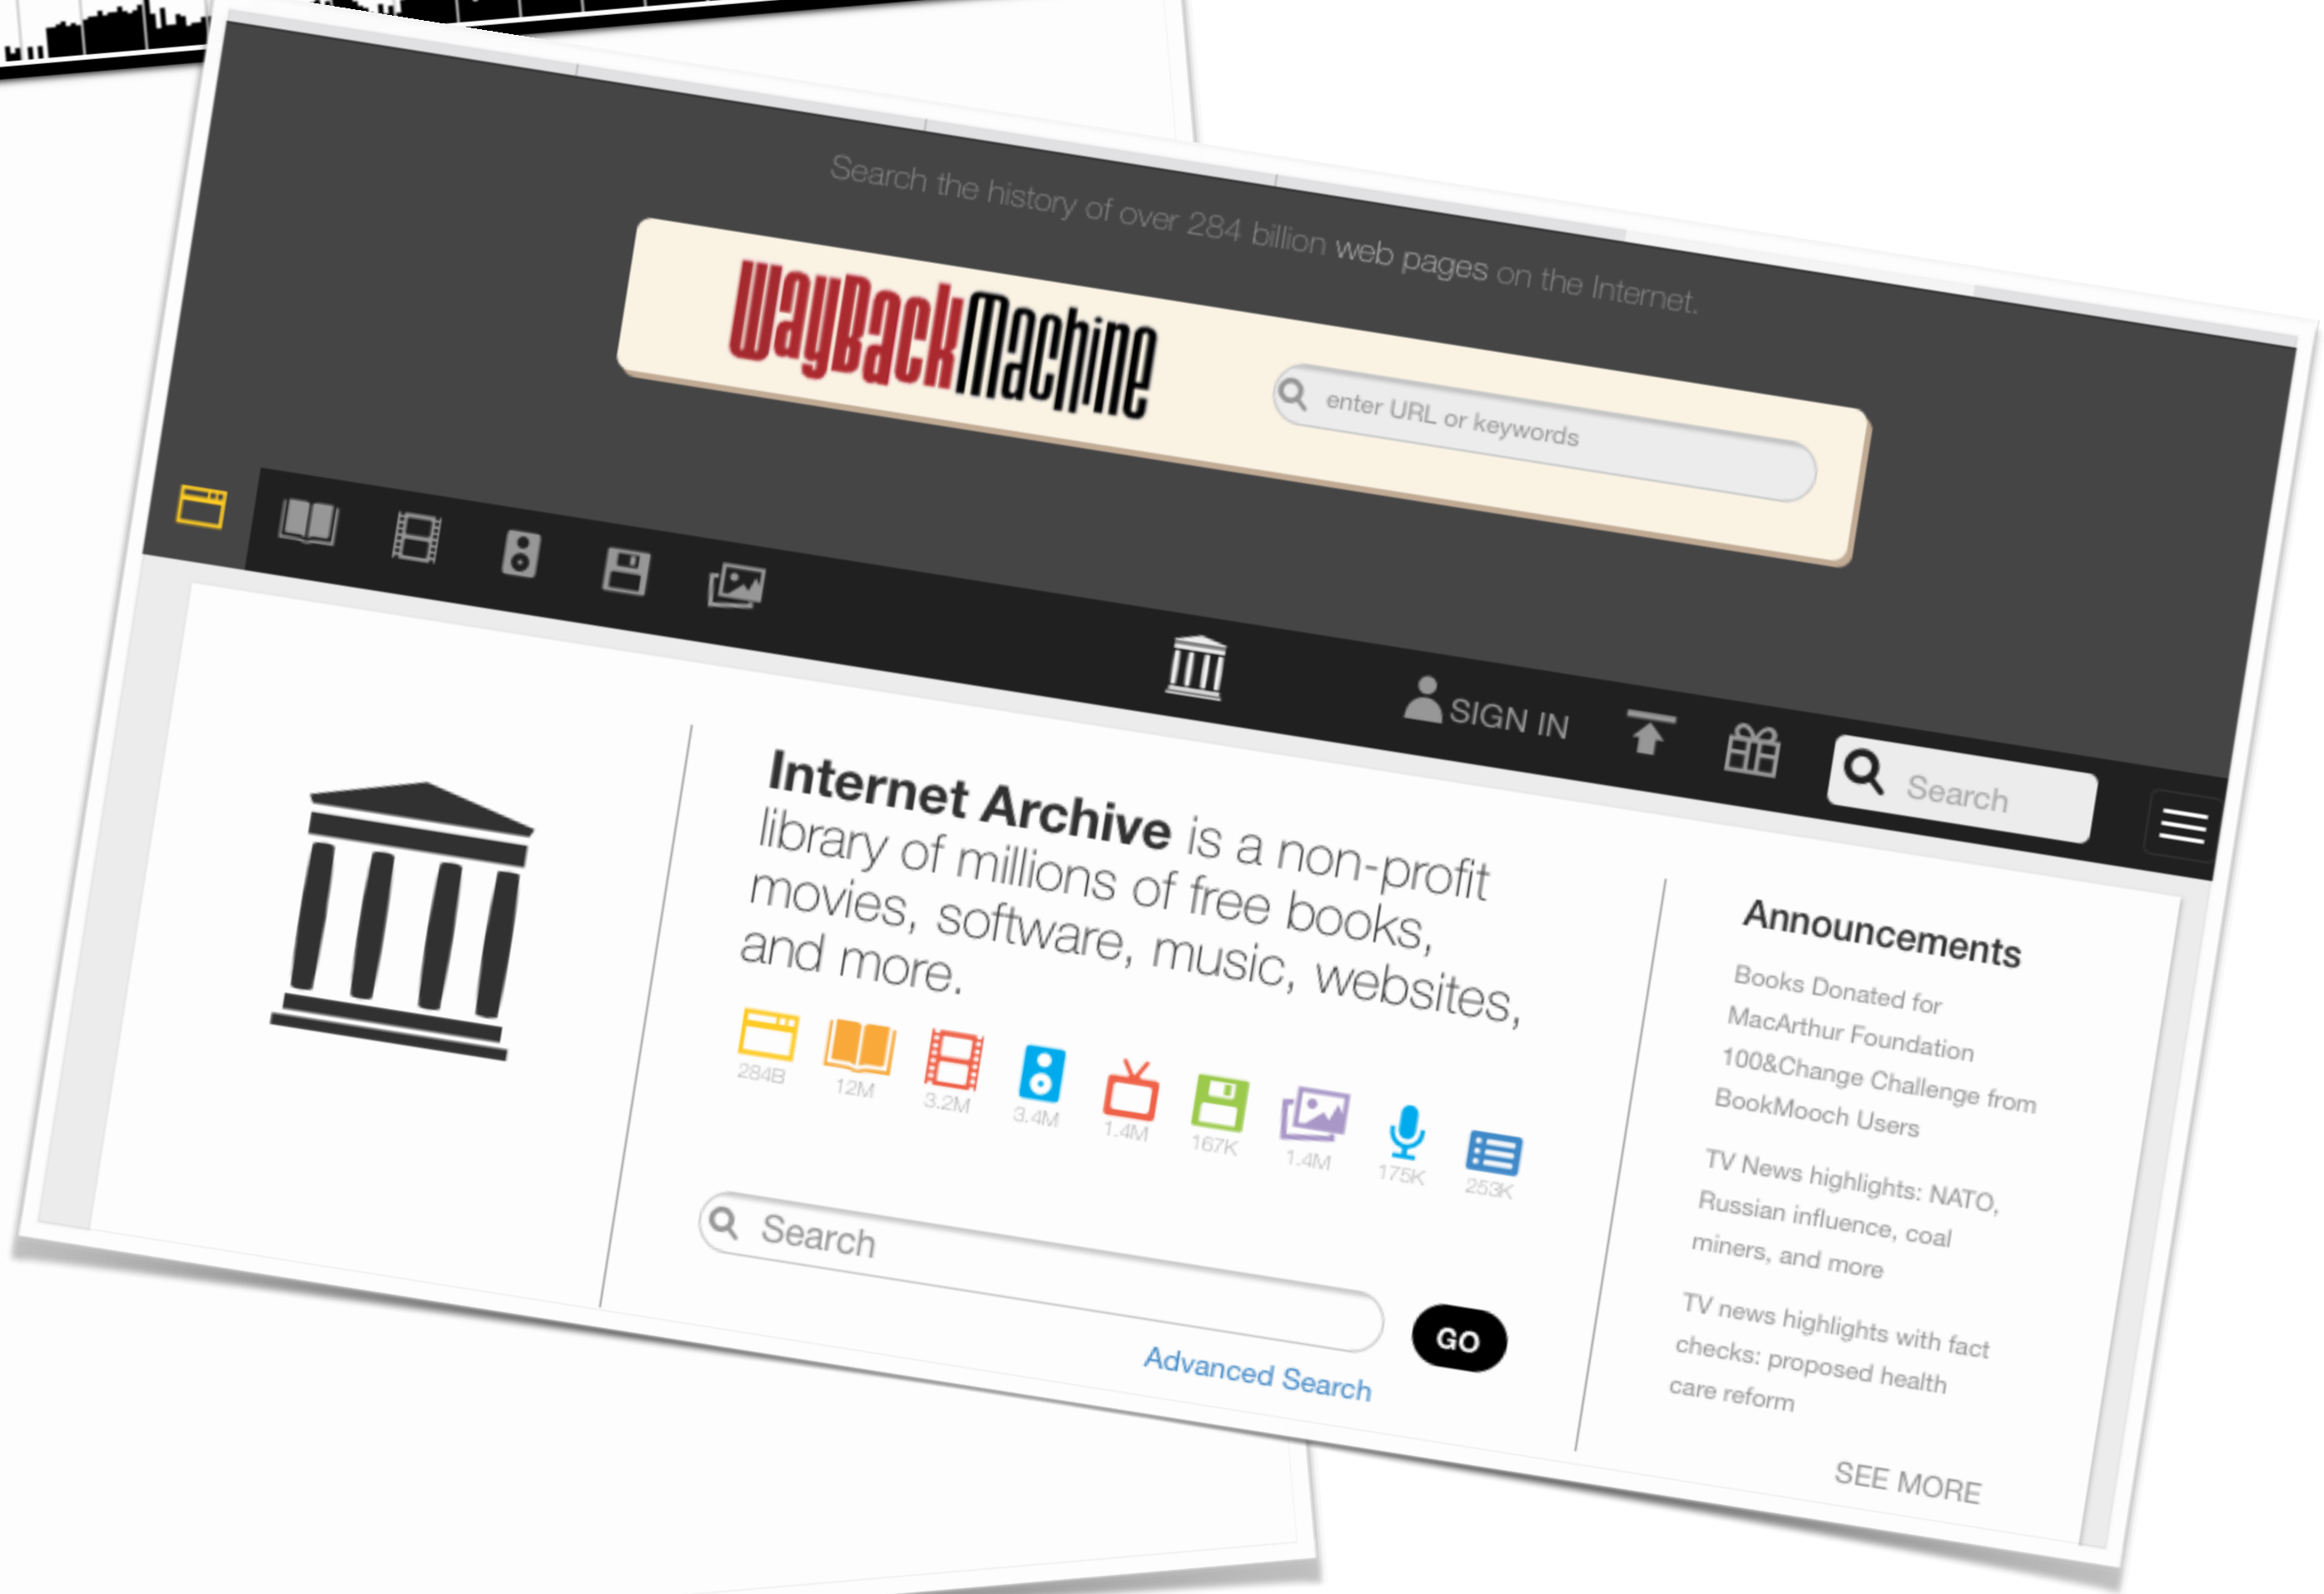 Search the history of over 284 billion web pages on the Internet.
WayBackMachine
enter URL or keywords
SIGN IN
Search
Internet Archive is a non-profit
library of millions of free books,
movies, software, music, websites,
and more.
284B
12M
3.2M
3.4M
1.4M
167K
1.4M
175K
253K
Search
GO
Advanced Search
Announcements
Books Donated for
MacArthur Foundation
100&Change Challenge from
BookMooch Users
TV News highlights: NATO,
Russian influence, coal
miners, and more
TV news highlights with fact
checks: proposed health
care reform
SEE MORE